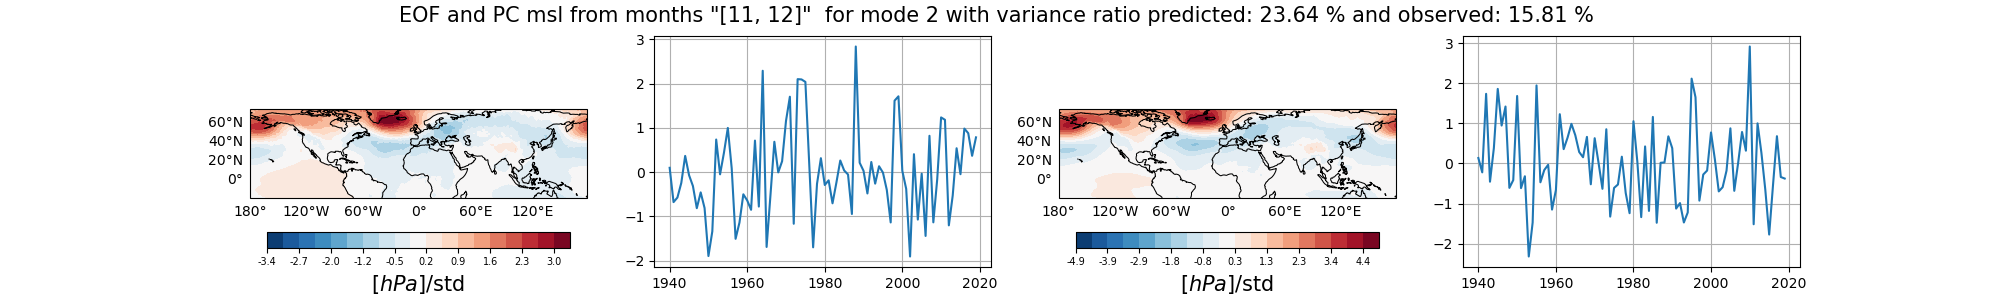 EOF and PC msl from months "[11, 12]"  for mode 2 with variance ratio predicted: 23.64 % and observed: 15.81 %
60°N
40°N
20°N
0°
180° 120°W 60°W 0° 60°E 120°E
-3.4 -2.7 -2.0 -1.2 -0.5 0.2 0.9 1.6 2.3 3.0
[hPa]/std
3
2
1
0
−1
−2
1940 1960 1980 2000 2020
60°N
40°N
20°N
0°
180° 120°W 60°W 0° 60°E 120°E
-4.9 -3.9 -2.9 -1.8 -0.8 0.3 1.3 2.3 3.4 4.4
[hPa]/std
3
2
1
0
−1
−2
1940 1960 1980 2000 2020